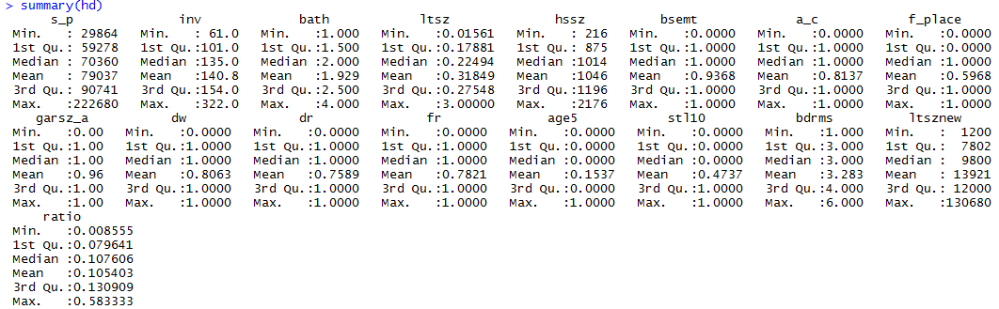 > summary(hd)
s_p inv bath ltsz hssz bsemt a_c f_place
Min. : 29864 Min. : 61.0 Min. :1.000 Min. :0.01561 Min. : 216 Min. :0.0000 Min. :0.0000 Min. :0.0000
1st Qu.: 59278 1st Qu.:101.0 1st Qu.:1.500 1st Qu.:0.17881 1st Qu.: 875 1st Qu.:1.0000 1st Qu.:1.0000 1st Qu.:0.0000
Median : 70360 Median :135.0 Median :2.000 Median :0.22494 Median :1014 Median :1.0000 Median :1.0000 Median :1.0000
Mean : 79037 Mean :140.8 Mean :1.929 Mean :0.31849 Mean :1046 Mean :0.9368 Mean :0.8137 Mean :0.5968
3rd Qu.: 90741 3rd Qu.:154.0 3rd Qu.:2.500 3rd Qu.:0.27548 3rd Qu.:1196 3rd Qu.:1.0000 3rd Qu.:1.0000 3rd Qu.:1.0000
Max. :222680 Max. :322.0 Max. :4.000 Max. :3.00000 Max. :2176 Max. :1.0000 Max. :1.0000 Max. :1.0000
garsz_a dw dr fr age5 stl10 bdrms ltsznew
Min. :0.00 Min. :0.0000 Min. :0.0000 Min. :0.0000 Min. :0.0000 Min. :0.0000 Min. :1.000 Min. : 1200
1st Qu.:1.00 1st Qu.:1.0000 1st Qu.:1.0000 1st Qu.:1.0000 1st Qu.:0.0000 1st Qu.:0.0000 1st Qu.:3.000 1st Qu.: 7802
Median :1.00 Median :1.0000 Median :1.0000 Median :1.0000 Median :0.0000 Median :0.0000 Median :3.000 Median : 9800
Mean :0.96 Mean :0.8063 Mean :0.7589 Mean :0.7821 Mean :0.1537 Mean :0.4737 Mean :3.283 Mean : 13921
3rd Qu.:1.00 3rd Qu.:1.0000 3rd Qu.:1.0000 3rd Qu.:1.0000 3rd Qu.:0.0000 3rd Qu.:1.0000 3rd Qu.:4.000 3rd Qu.: 12000
Max. :1.00 Max. :1.0000 Max. :1.0000 Max. :1.0000 Max. :1.0000 Max. :1.0000 Max. :6.000 Max. :130680
ratio
Min. :0.008555
1st Qu.:0.079641
Median :0.107606
Mean :0.105403
3rd Qu.:0.130909
Max. :0.583333